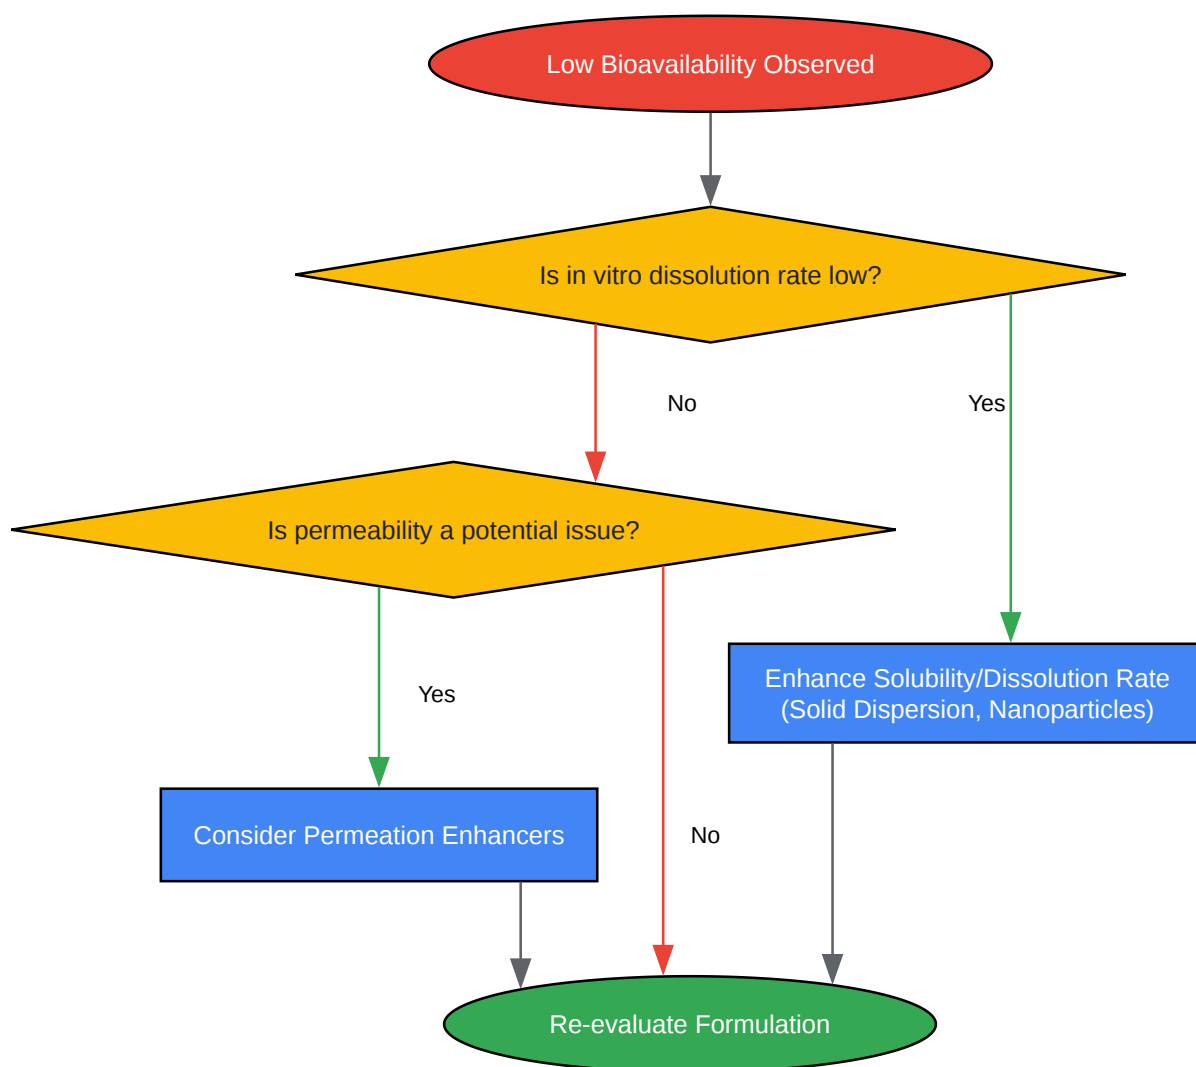 Low Bioavailability Observed
Is in vitro dissolution rate low?
No
Yes
Is permeability a potential issue?
Yes
Enhance Solubility/Dissolution Rate
(Solid Dispersion, Nanoparticles)
Consider Permeation Enhancers
No
Re-evaluate Formulation